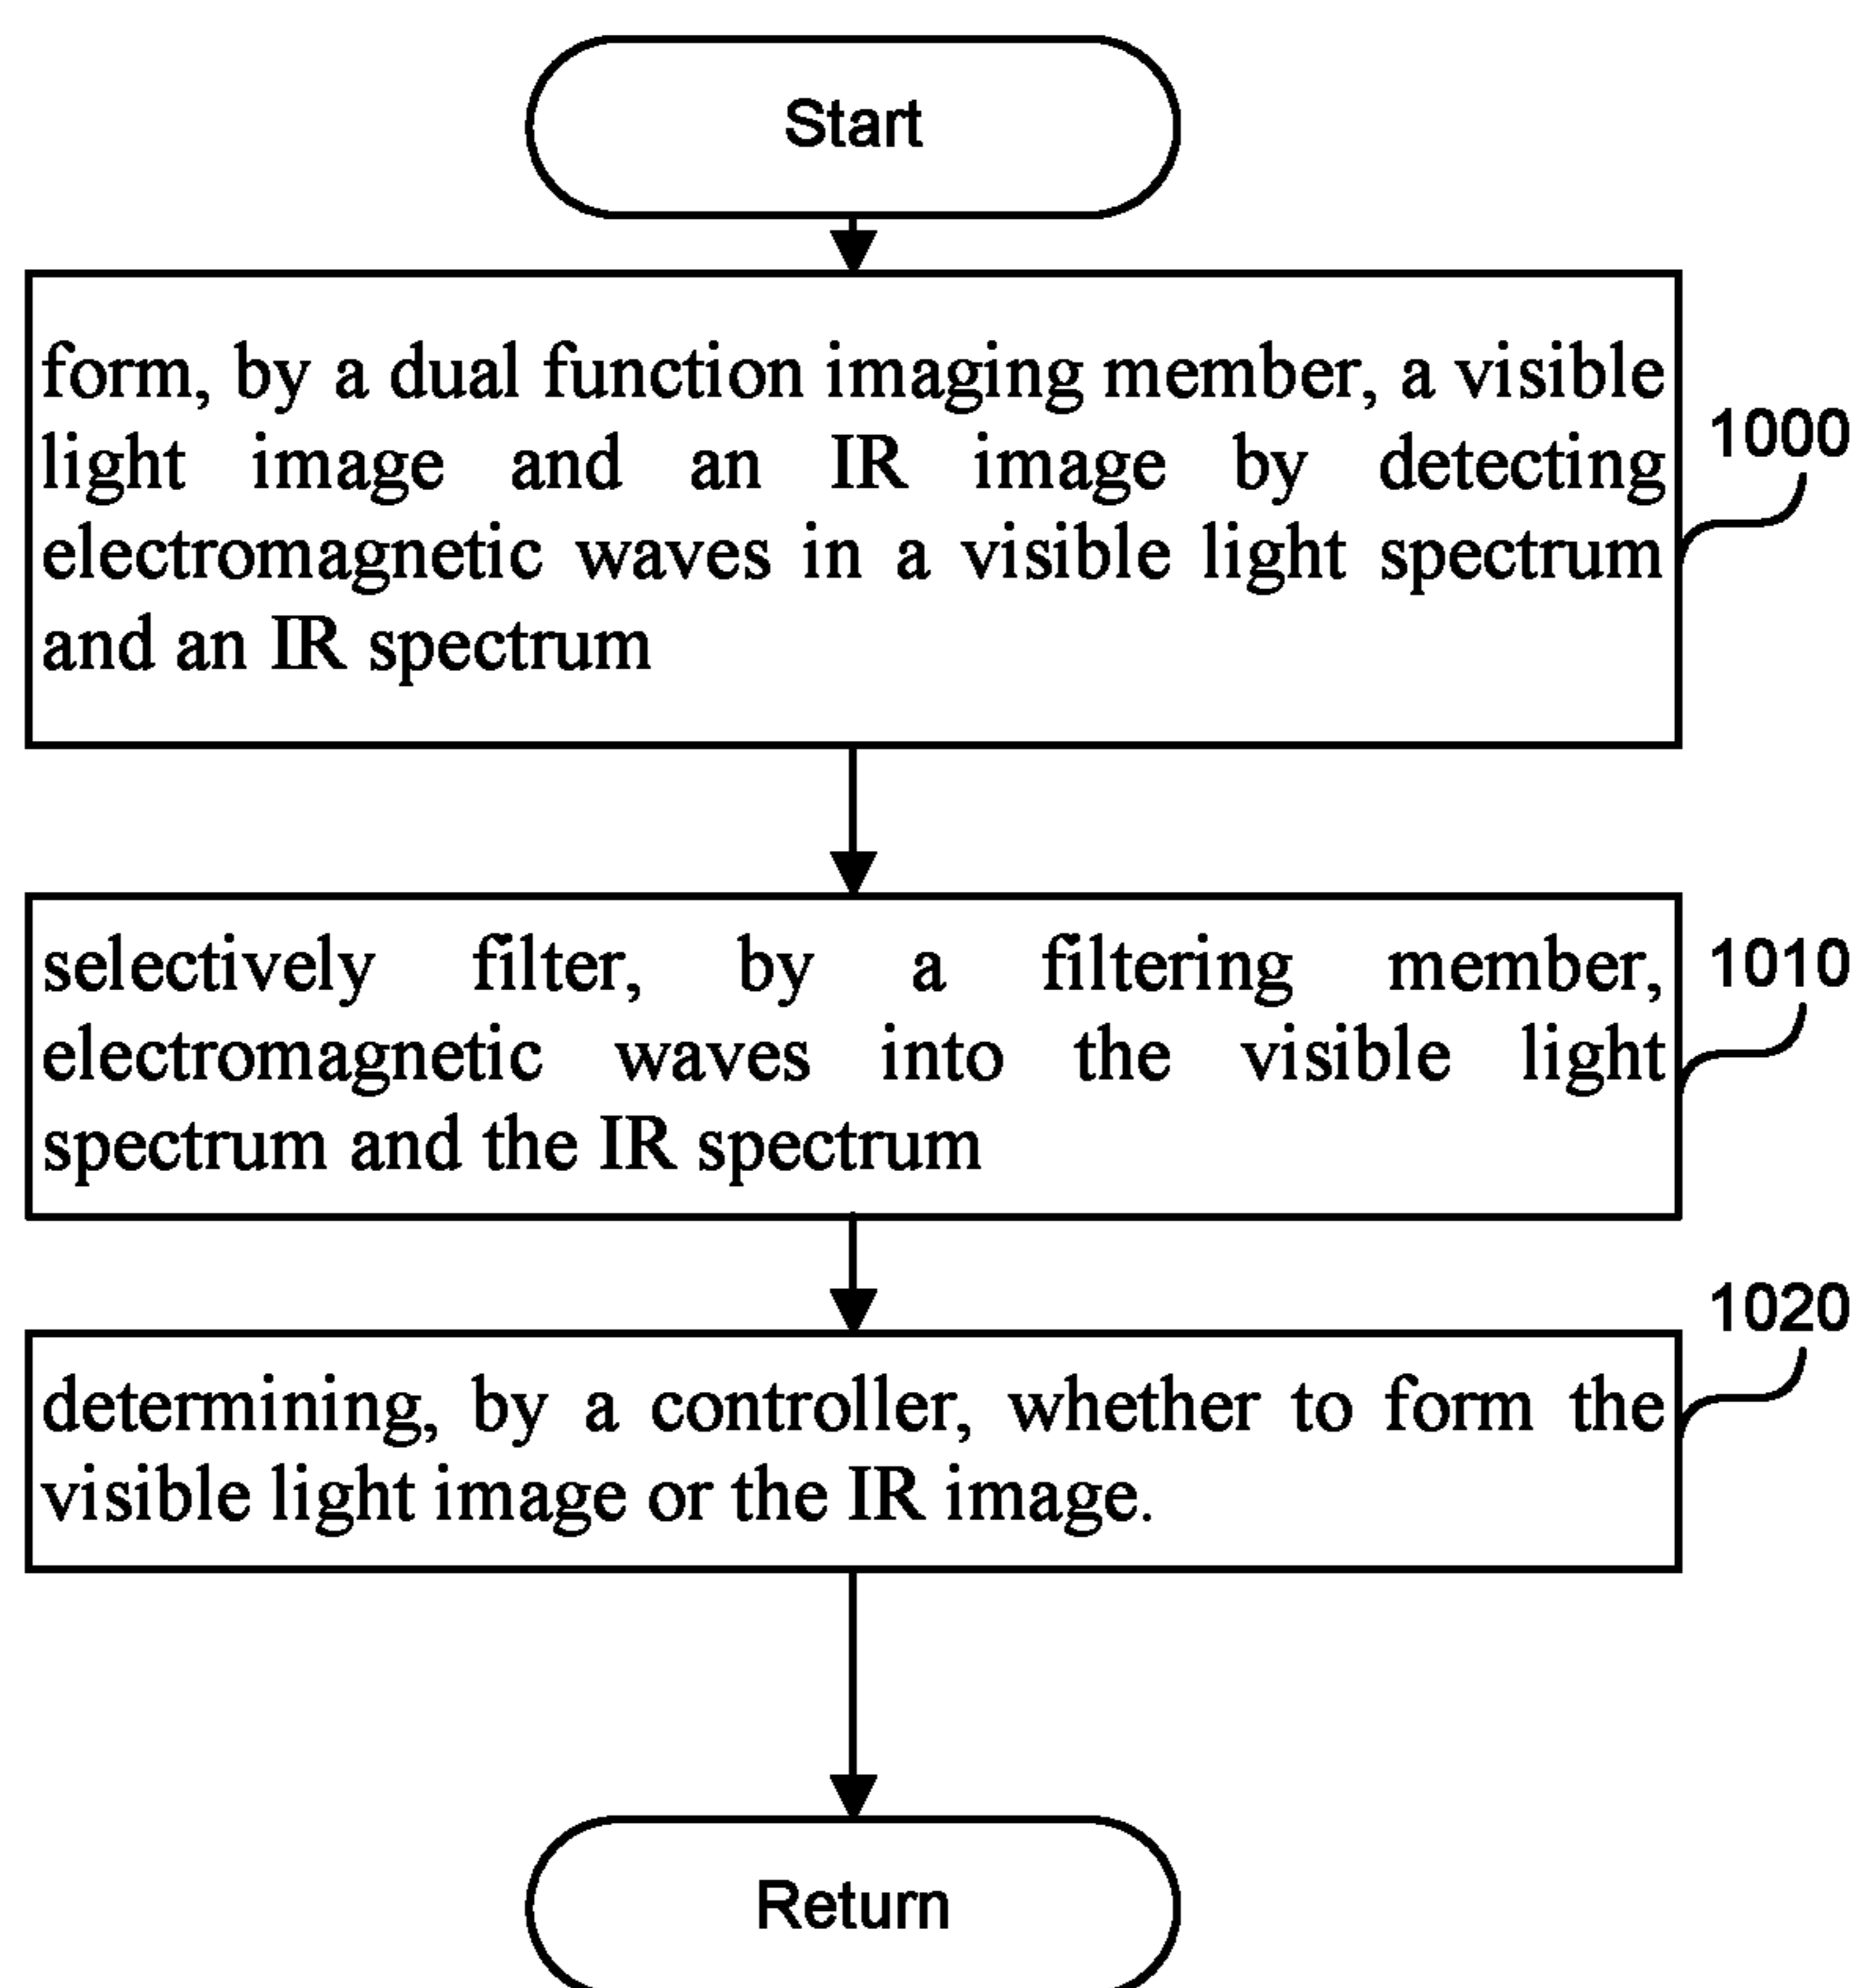 Start
form, by a dual function imaging member, a visible
light image and an IR image by detecting
electromagnetic waves in a visible light spectrum
and an IR spectrum
1000
selectively filter, by a filtering member,
electromagnetic waves into the visible light
spectrum and the IR spectrum
1010
determining, by a controller, whether to form the
visible light image or the IR image.
1020
Return